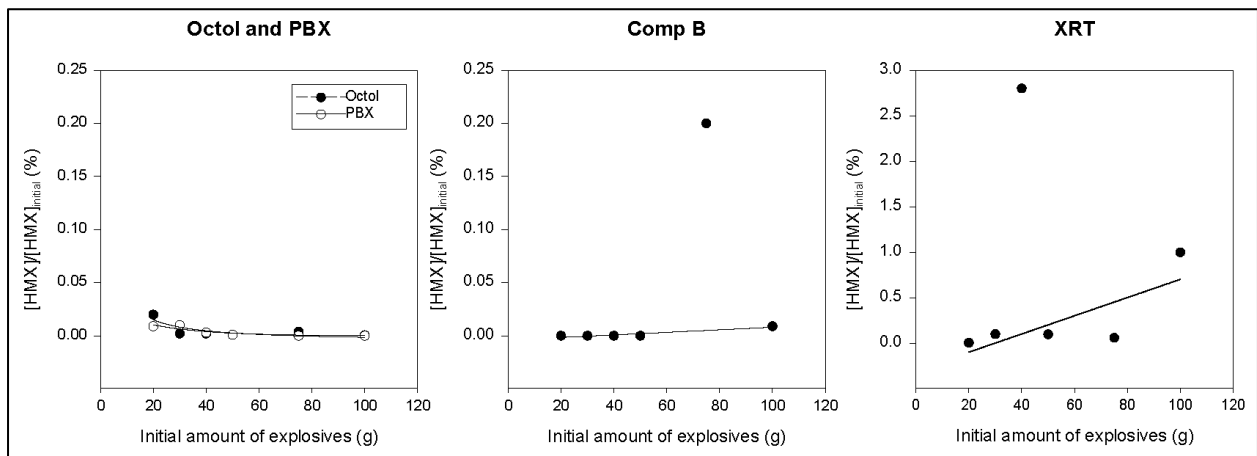 Octol and PBX
0.25
0.20
0.15
0.10
0.05
0.00
[HMX]/[HMX]initial (%)
Octol
PBX
0 20 40 60 80 100 120
Initial amount of explosives (g)
Comp B
0.25
0.20
0.15
0.10
0.05
0.00
[HMX]/[HMX]initial (%)
0 20 40 60 80 100 120
Initial amount of explosives (g)
XRT
3.0
2.5
2.0
1.5
1.0
0.5
0.0
[HMX]/[HMX]initial (%)
0 20 40 60 80 100 120
Initial amount of explosives (g)